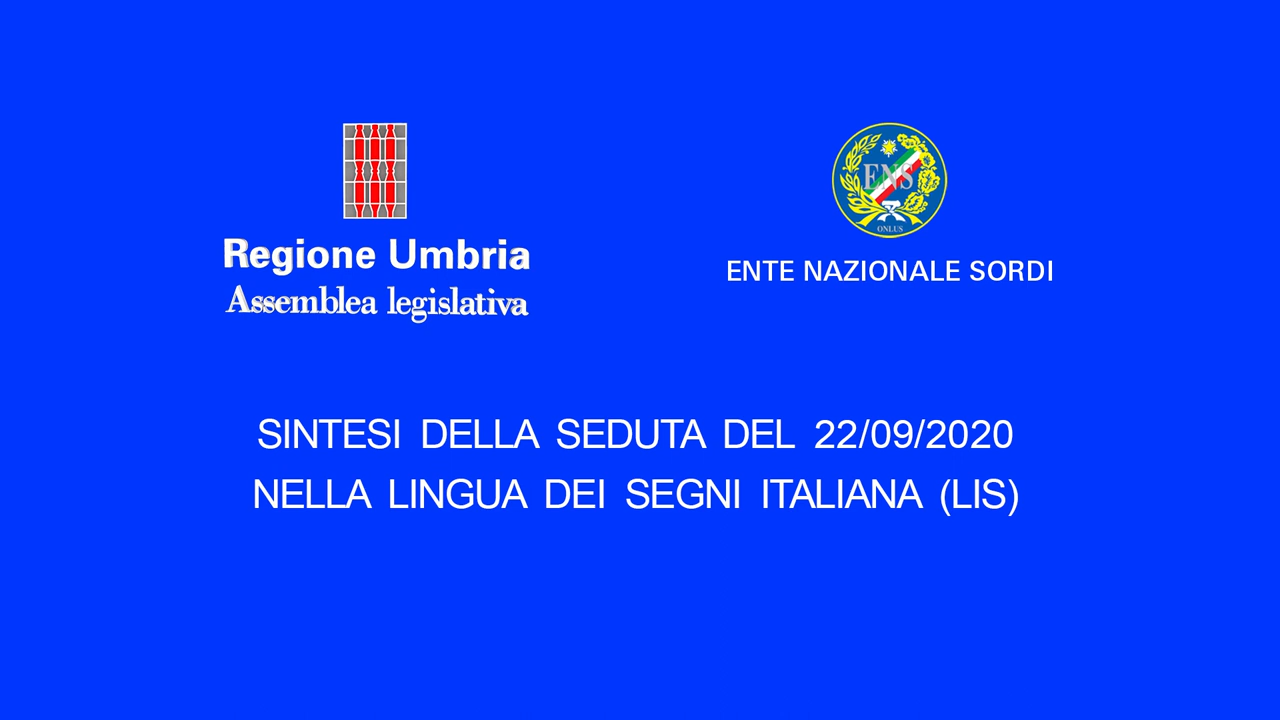 Regione Umbria
Assemblea legislativa
ENS
ONLUS
ENTE NAZIONALE SORDI
SINTESI DELLA SEDUTA DEL 22/09/2020
NELLA LINGUA DEI SEGNI ITALIANA (LIS)